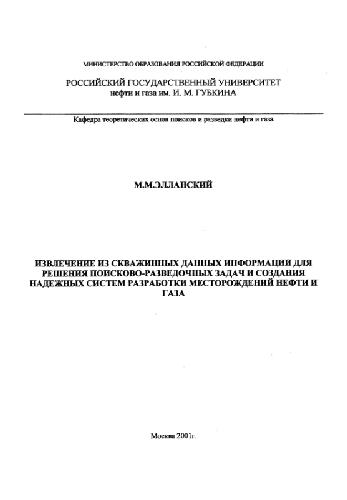 МИНИСТЕРСТВО ОБРАЗОВАНИЯ РОССИЙСКОЙ ФЕДЕРАЦИИ
РОССИЙСКИЙ ГОСУДАРСТВЕННЫЙ УНИВЕРСИТЕТ
нефти и газа им. И. М. ГУБКИНА
Кафедра теоретических основ поисков и разведки нефти и газа
М.М.ЭЛЛАНСКИЙ
ИЗВЛЕЧЕНИЕ ИЗ СКВАЖИННЫХ ДАННЫХ ИНФОРМАЦИИ ДЛЯ
РЕШЕНИЯ ПОИСКОВО-РАЗВЕДОЧНЫХ ЗАДАЧ И СОЗДАНИЯ
НАДЕЖНЫХ СИСТЕМ РАЗРАБОТКИ МЕСТОРОЖДЕНИЙ НЕФТИ И
ГАЗА
Москва 2001г.